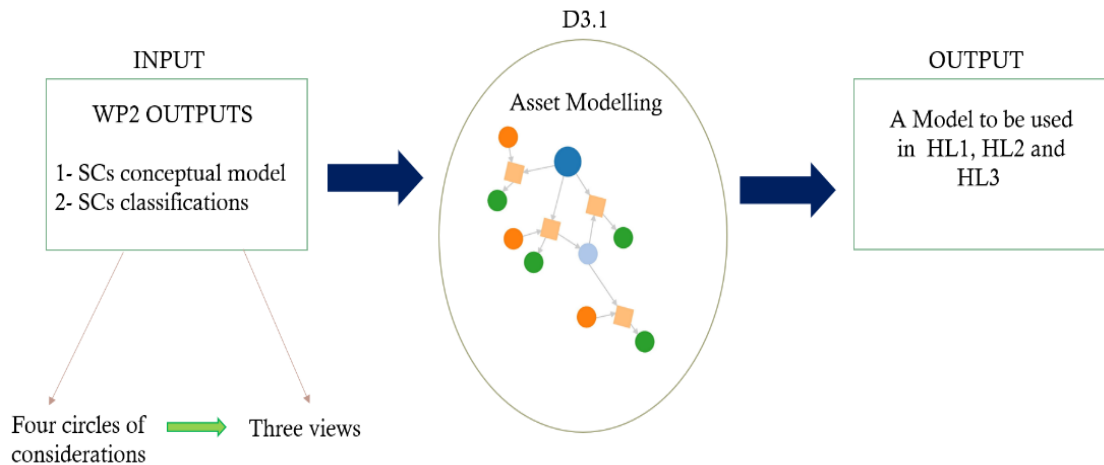 D3.1
INPUT
OUTPUT
WP2 OUTPUTS
1- SCs conceptual model
2- SCs classifications
Asset Modelling
A Model to be used
in HL1, HL2 and
HL3
Four circles of
considerations
Three views